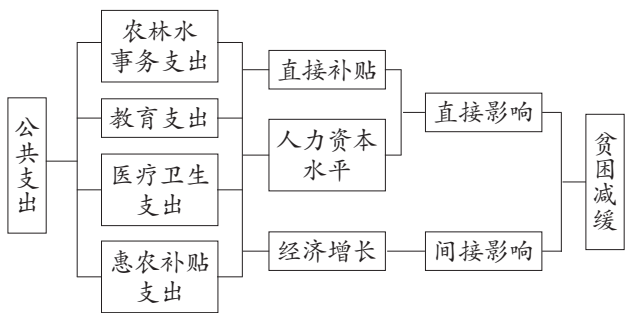 公共支出
农林水
事务支出
教育支出
医疗卫生
支出
惠农补贴
支出
直接补贴
人力资本
水平
经济增长
直接影响
间接影响
贫困减缓